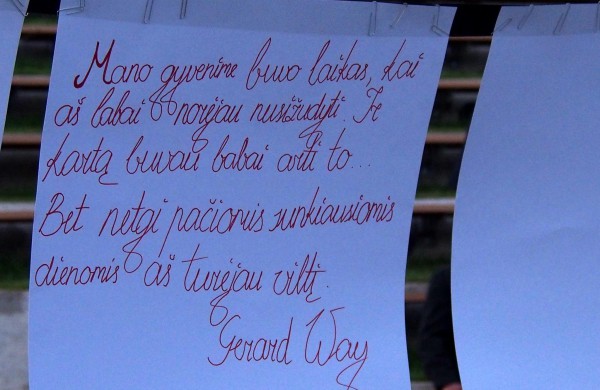 Mano gyvenime buvo laikas, kai
aš labai norėjau nusižudyti. Ir
kartą buvau babai arti to...
Bet netgi pačiomis sunkiausiomis
dienomis aš turėjau viltį.
Gerard Way